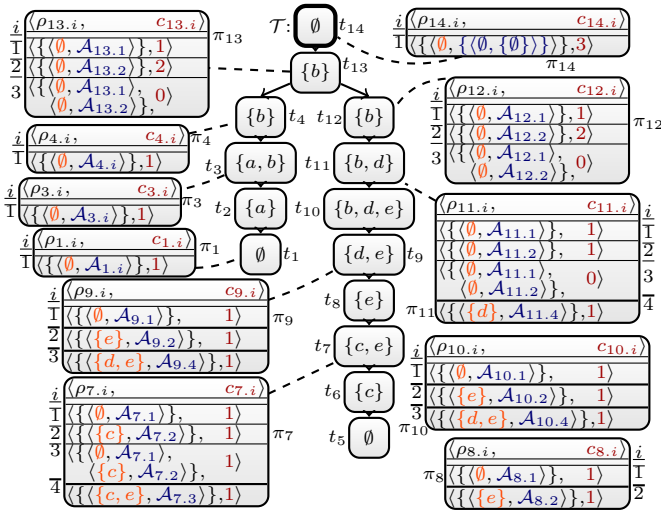 i ⟨ρ13.i, c13.i⟩ π13
1 ⟨{⟨∅, A13.1⟩},1⟩
2 ⟨{⟨∅, A13.2⟩},2⟩
3 ⟨{⟨∅, A13.1⟩,
⟨∅, A13.2⟩}, 0⟩
T: ∅ t14
i ⟨ρ14.i, c14.i⟩
1 ⟨{⟨∅, {⟨∅, {∅}⟩}⟩},3⟩
π14
{b} t13
i ⟨ρ12.i, c12.i⟩ π12
1 ⟨{⟨∅, A12.1⟩},1⟩
2 ⟨{⟨∅, A12.2⟩},2⟩
3 ⟨{⟨∅, A12.1⟩,
⟨∅, A12.2⟩}, 0⟩
{b} t4
t12 {b}
i ⟨ρ4.i, c4.i⟩ π4
1 ⟨{⟨∅, A4.i⟩},1⟩
t3 {a, b}
t11 {b, d}
i ⟨ρ3.i, c3.i⟩ π3
1 ⟨{⟨∅, A3.i⟩},1⟩
t2 {a}
t10 {b, d, e}
i ⟨ρ11.i, c11.i⟩ i
⟨{⟨∅, A11.1⟩}, 1⟩ 1
⟨{⟨∅, A11.2⟩}, 1⟩ 2
⟨{⟨∅, A11.1⟩,
⟨∅, A11.2⟩}, 0⟩ 3
⟨{⟨{d}, A11.4⟩},1⟩ 4
π11
i ⟨ρ1.i, c1.i⟩ π1
1 ⟨{⟨∅, A1.i⟩},1⟩
∅ t1
{d, e} t9
i ⟨ρ9.i, c9.i⟩ π9
1 ⟨{⟨∅, A9.1⟩}, 1⟩
2 ⟨{⟨{e}, A9.2⟩}, 1⟩
3 ⟨{⟨{d, e}, A9.4⟩},1⟩
t8 {e}
t7 {c, e}
i ⟨ρ10.i, c10.i⟩
1 ⟨{⟨∅, A10.1⟩}, 1⟩
2 ⟨{⟨{e}, A10.2⟩}, 1⟩
3 ⟨{⟨{d, e}, A10.4⟩},1⟩
π10
i ⟨ρ7.i, c7.i⟩ π7
1 ⟨{⟨∅, A7.1⟩}, 1⟩
2 ⟨{⟨{c}, A7.2⟩}, 1⟩
3 ⟨{⟨∅, A7.1⟩,
⟨{c}, A7.2⟩}, 1⟩
4 ⟨{⟨{c, e}, A7.3⟩},1⟩
t6 {c}
t5 ∅
π8 ⟨ρ8.i, c8.i⟩ i
⟨{⟨∅, A8.1⟩}, 1⟩ 1
⟨{⟨{e}, A8.2⟩},1⟩ 2